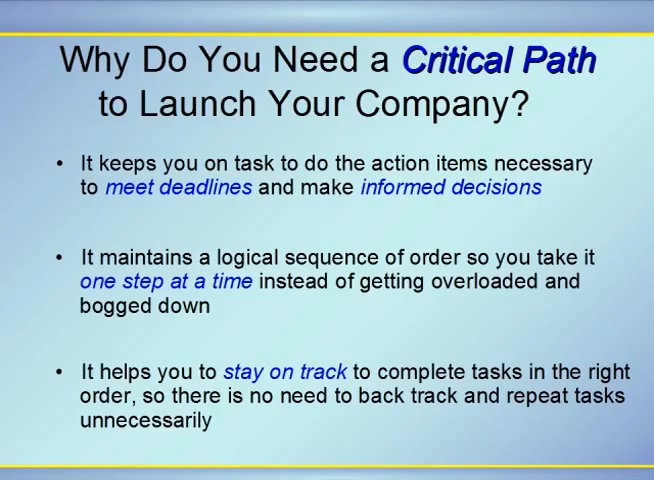 Why Do You Need a Critical Path
to Launch Your Company?
• It keeps you on task to do the action items necessary
to meet deadlines and make informed decisions
• It maintains a logical sequence of order so you take it
one step at a time instead of getting overloaded and
bogged down
• It helps you to stay on track to complete tasks in the right
order, so there is no need to back track and repeat tasks
unnecessarily